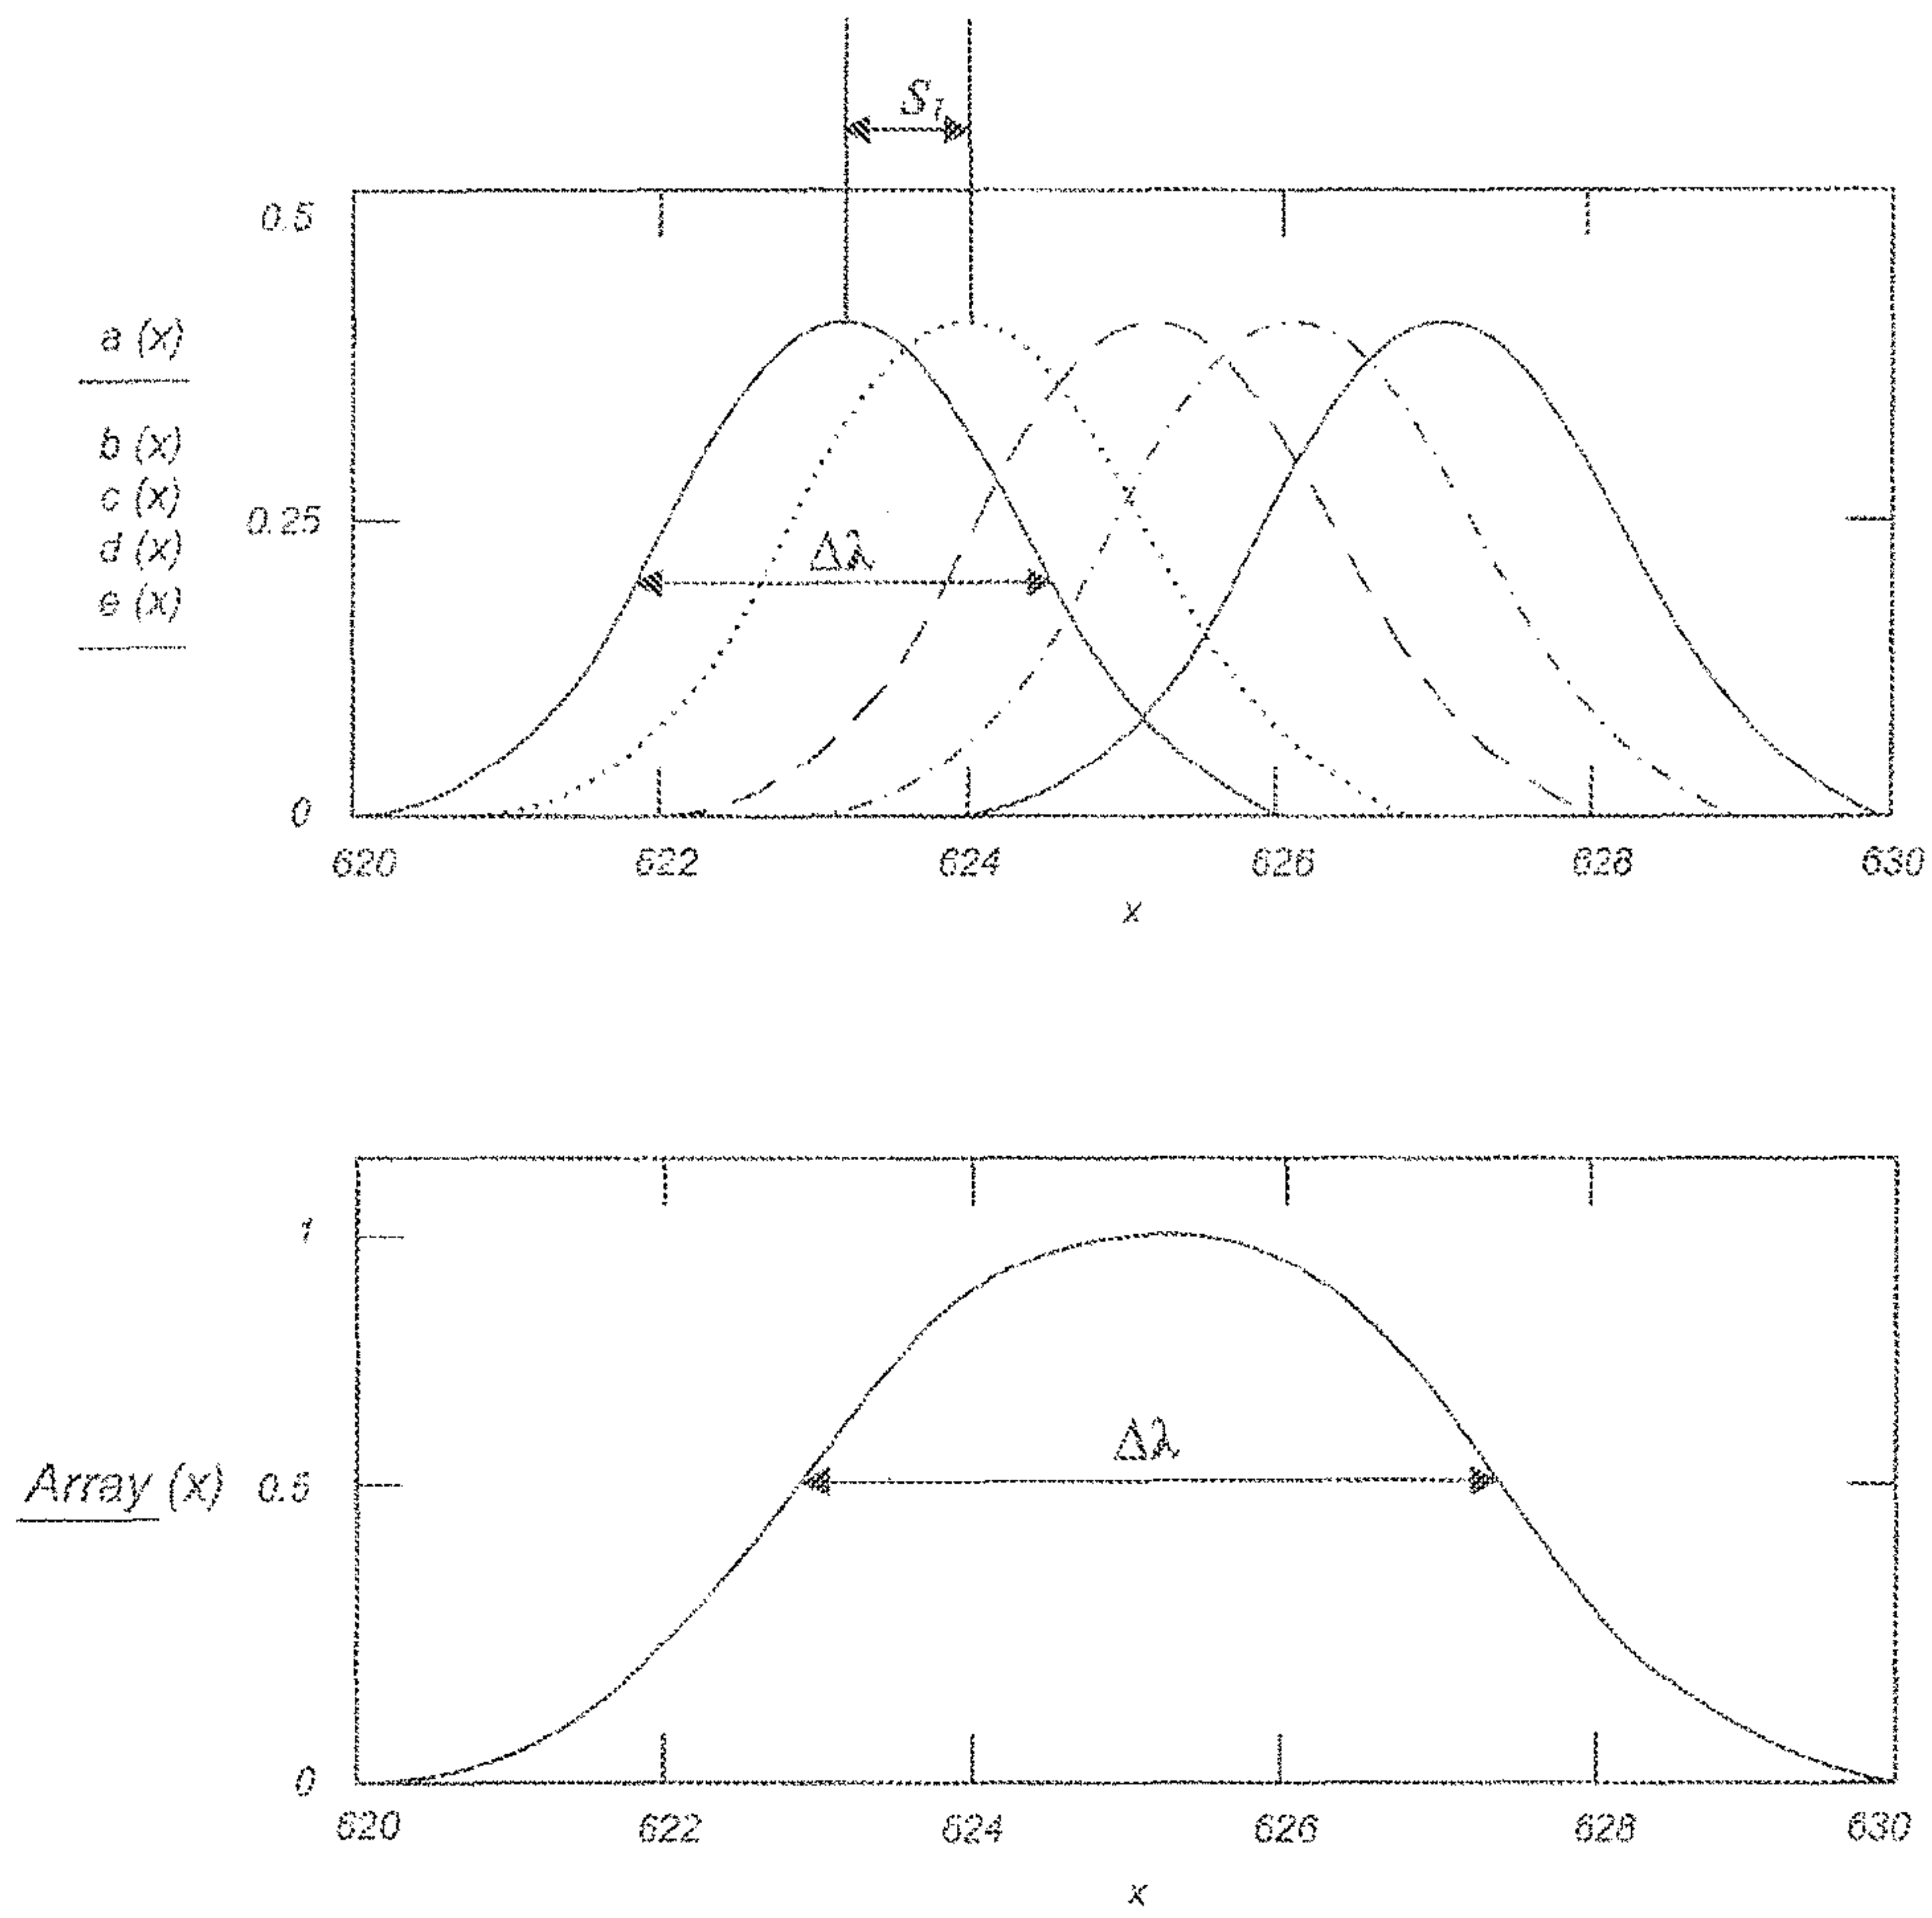 S₁
0.5
a (x)
b (x)
c (x)
0.25
d (x)
Δλ
e (x)
0
620 622 624 626 628 630
x
1
Δλ
Array (x) 0.5
0
620 622 624 626 628 630
x